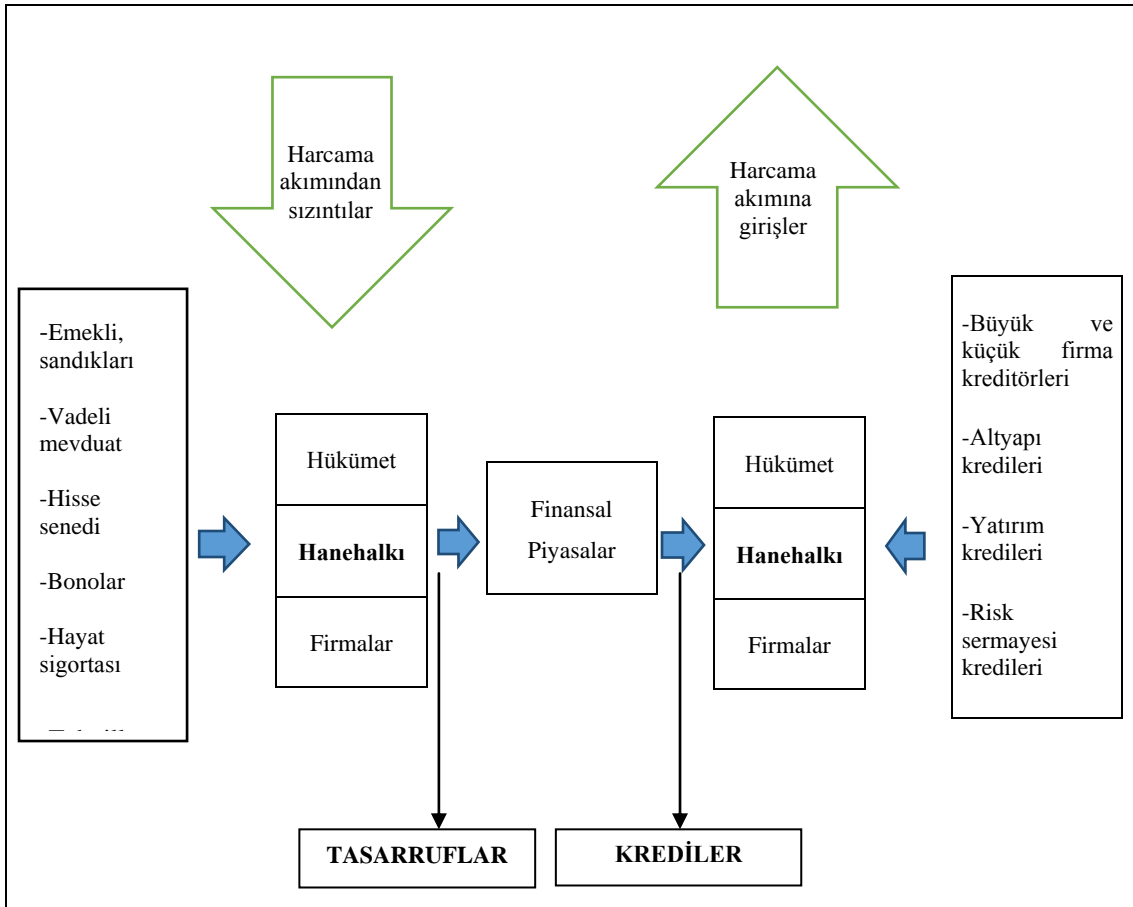 Harcama
akımından
sızıntılar
Harcama
akımına
girişler
-Emekli,
sandıkları
-Vadeli
mevduat
-Hisse
senedi
-Bonolar
-Hayat
sigortası
Hükümet
Hanehalkı
Firmalar
Finansal
Piyasalar
Hükümet
Hanehalkı
Firmalar
-Büyük ve
küçük firma
kreditörleri
-Altyapı
kredileri
-Yatırım
kredileri
-Risk
sermayesi
kredileri
TASARRUFLAR
KREDİLER